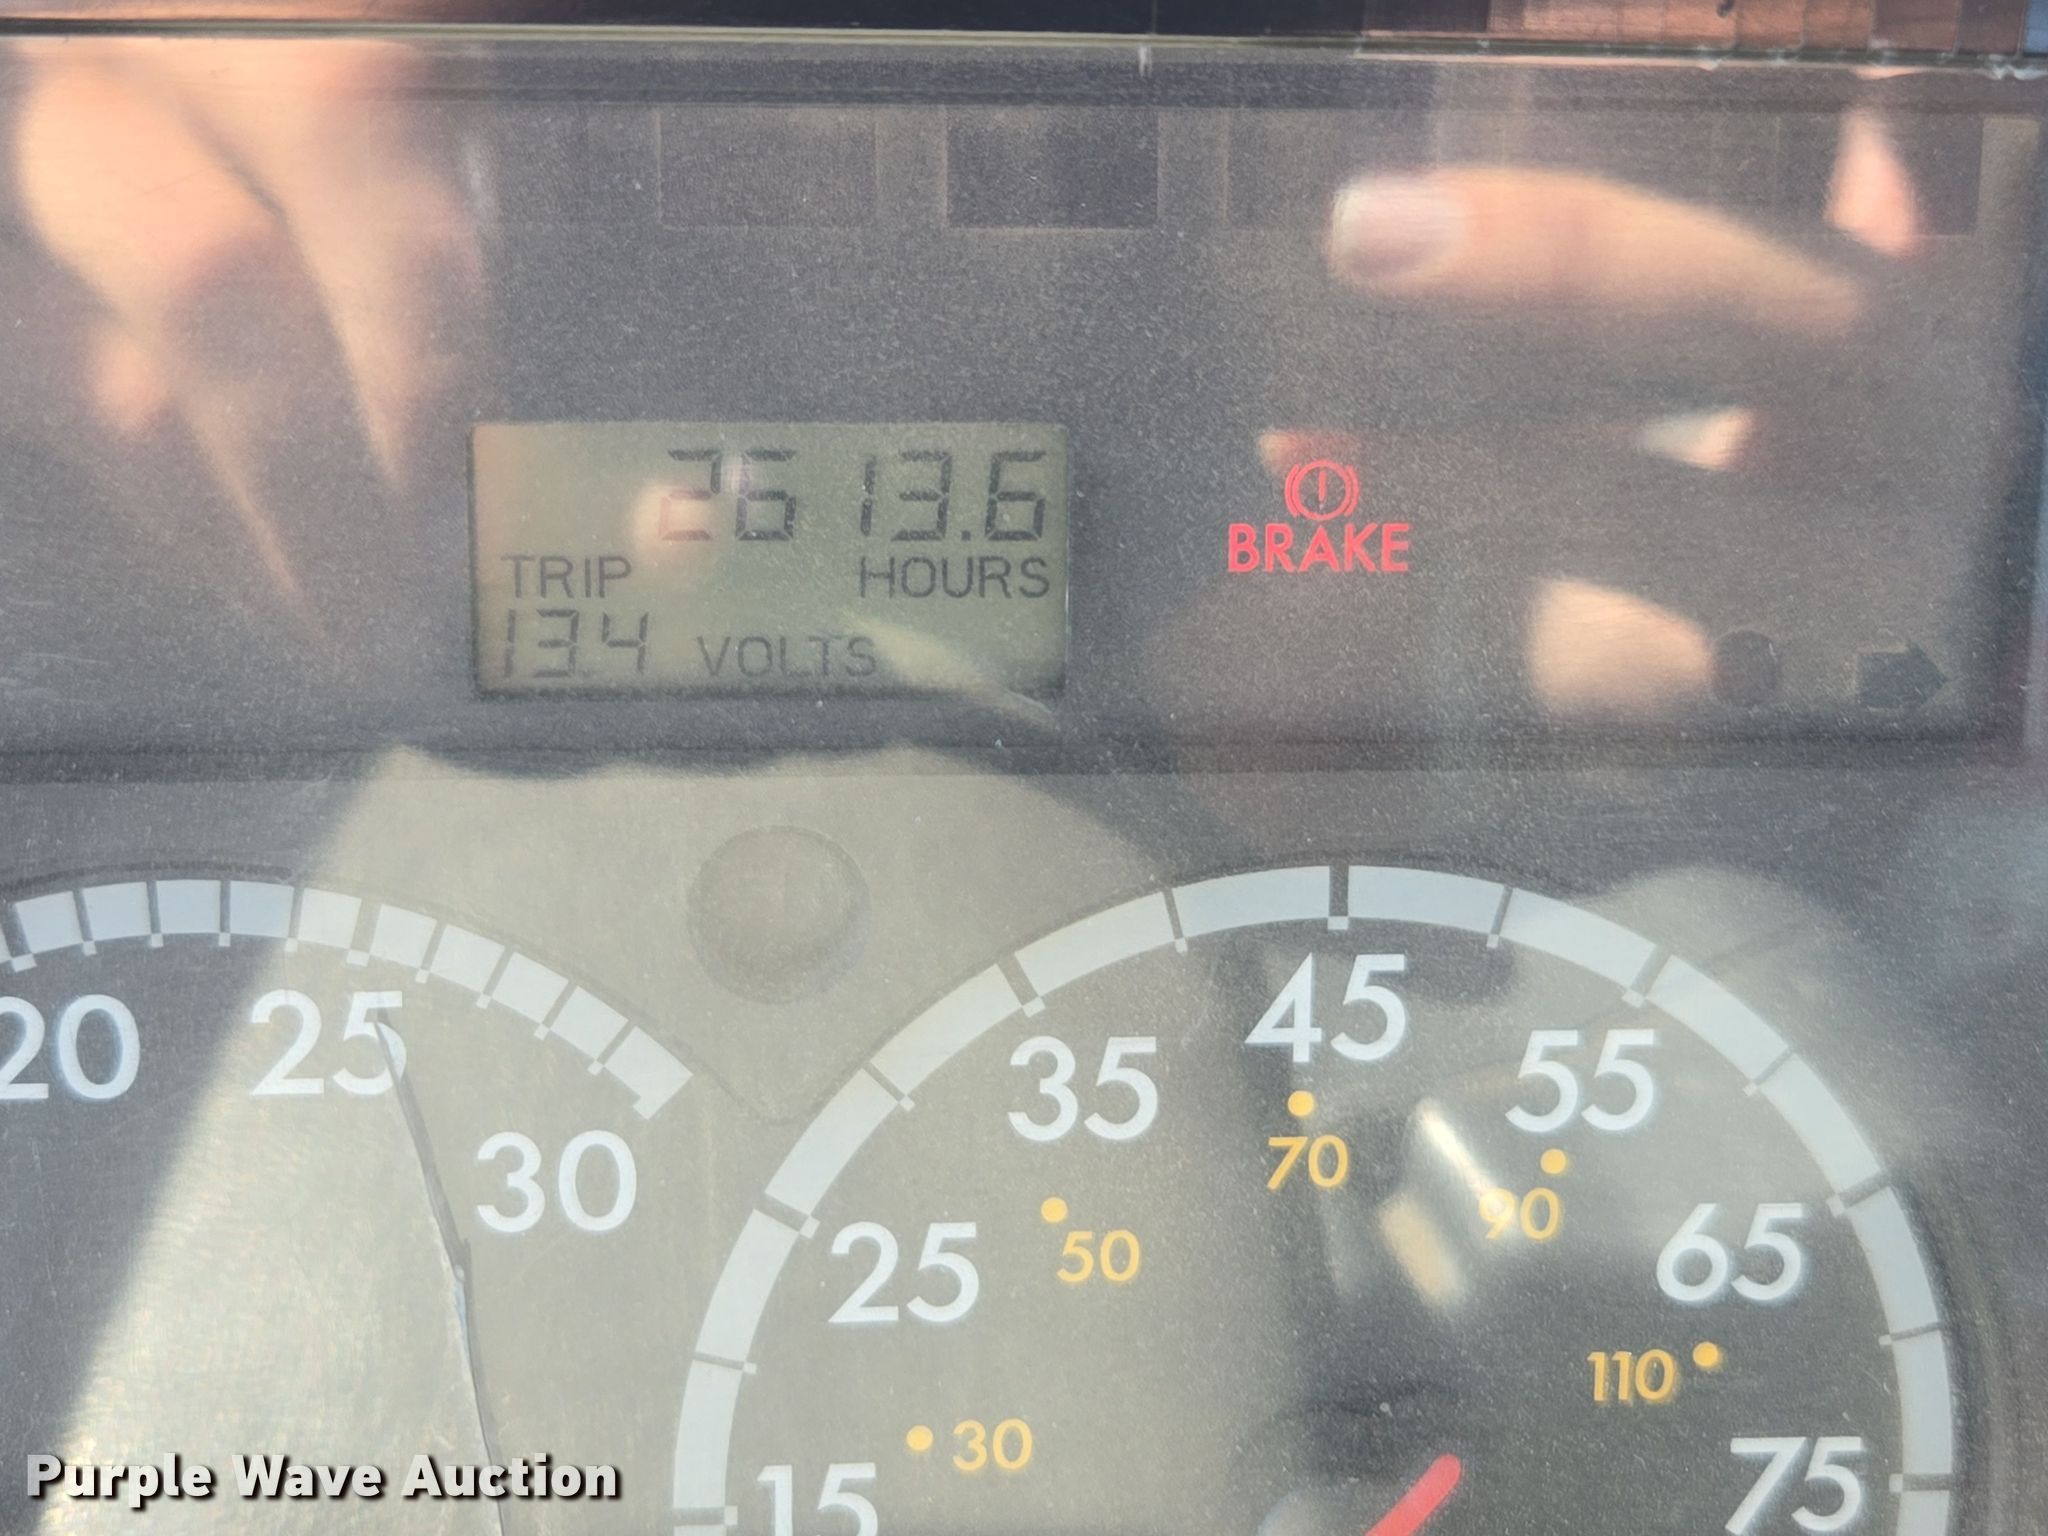 2613.6
TRIP HOURS
13.4 VOLTS
BRAKE
20 25 30
15 25 35 45 55 65 75
30 50 70 90 110
Purple Wave Auction